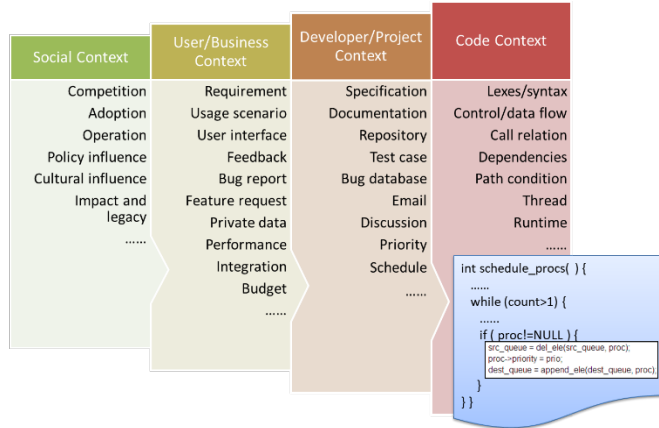 Social Context
Competition
Adoption
Operation
Policy influence
Cultural influence
Impact and
legacy
......
User/Business
Context
Requirement
Usage scenario
User interface
Feedback
Bug report
Feature request
Private data
Performance
Integration
Budget
......
Developer/Project
Context
Specification
Documentation
Repository
Test case
Bug database
Email
Discussion
Priority
Schedule
......
Code Context
Lexes/syntax
Control/data flow
Call relation
Dependencies
Path condition
Thread
Runtime
......
int schedule_procs( ) {
......
while (count>1) {
......
if ( proc!=NULL ) {
src_queue = del_ele(src_queue, proc);
proc->priority = prio;
dest_queue = append_ele(dest_queue, proc);
}
} }